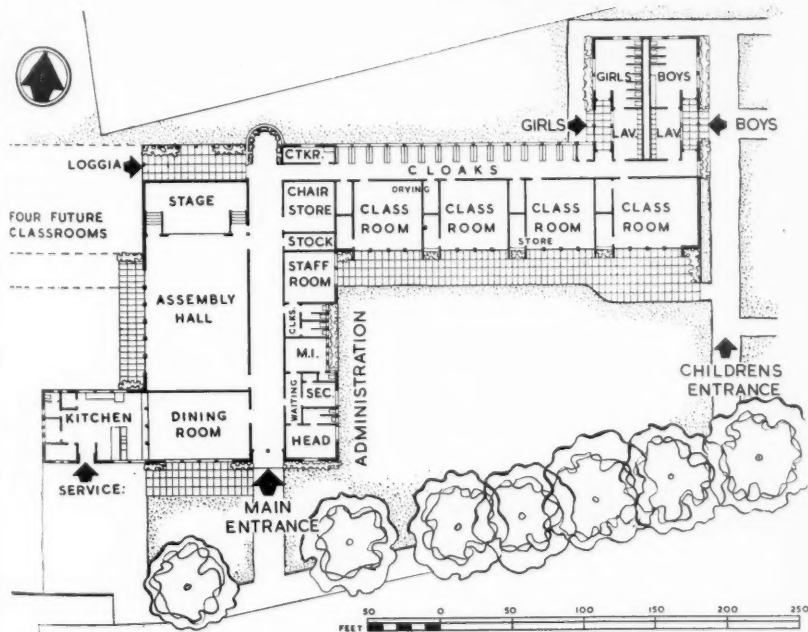 GIRLS
BOYS
GIRLS
LAV.
LAV.
BOYS
LOGGIA
CTKR.
CLOAKS
STAGE
CHAIR
STORE
DRYING
CLASS
ROOM
CLASS
ROOM
CLASS
ROOM
CLASS
ROOM
FOUR FUTURE
CLASSROOMS
STOCK
STORE
STAFF
ROOM
ASSEMBLY
HALL
CLKS.
M.I.
ADMINISTRATION
CHILDRENS
ENTRANCE
WAITING
SEC.
KITCHEN
DINING
ROOM
HEAD
SERVICE:
MAIN
ENTRANCE
FEET
50
0
50
100
150
200
250